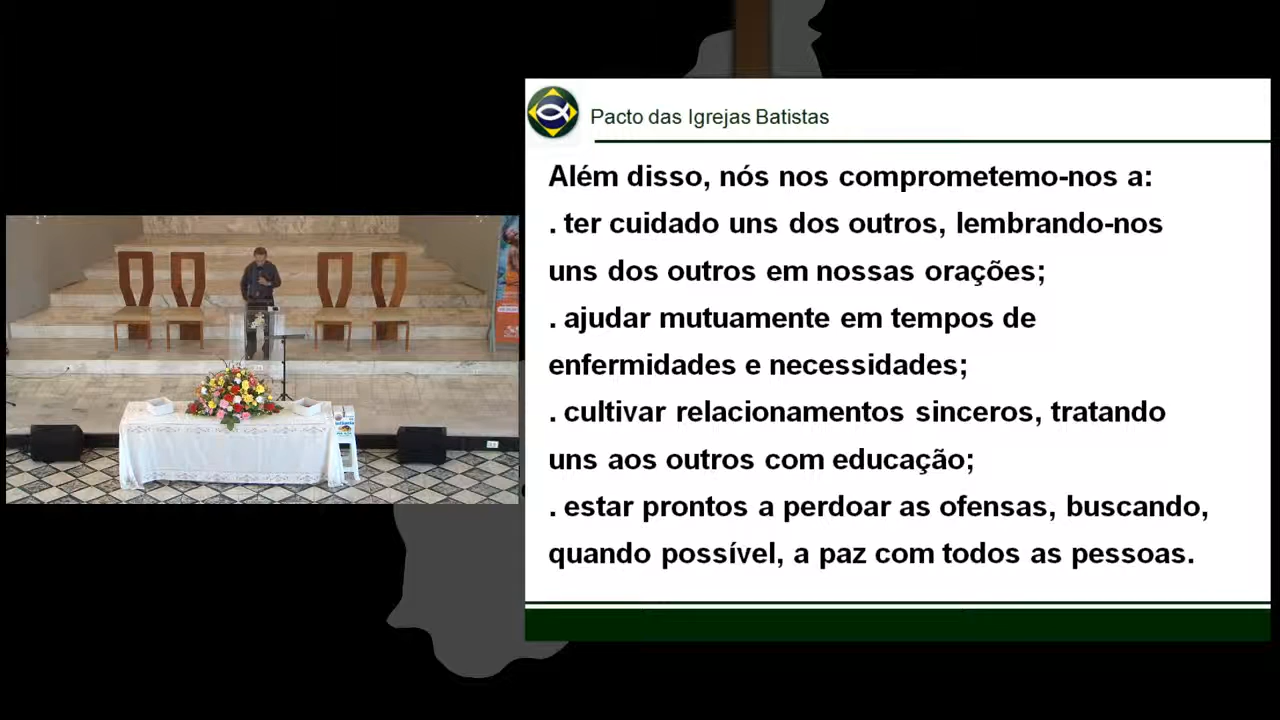 Pacto das Igrejas Batistas
Além disso, nós nos comprometemo-nos a:
. ter cuidado uns dos outros, lembrando-nos
uns dos outros em nossas orações;
. ajudar mutuamente em tempos de
enfermidades e necessidades;
. cultivar relacionamentos sinceros, tratando
uns aos outros com educação;
. estar prontos a perdoar as ofensas, buscando,
quando possível, a paz com todos as pessoas.